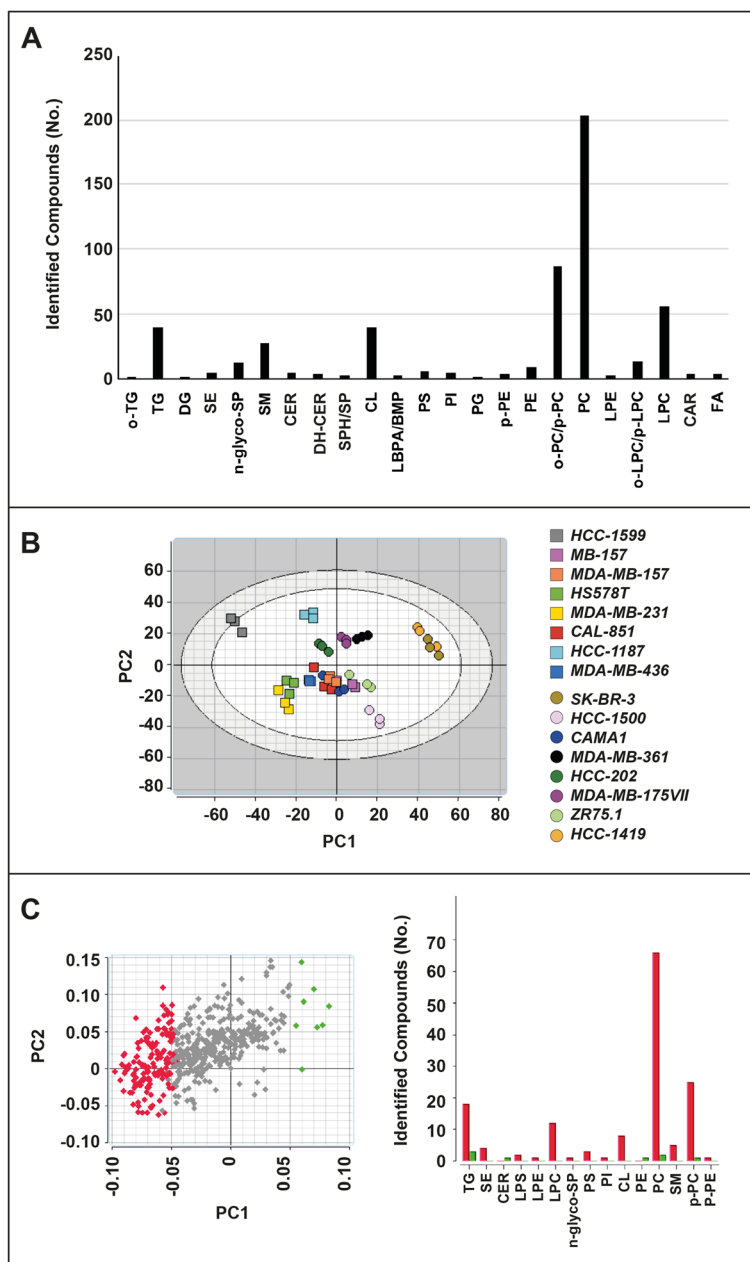 A
Identified Compounds (No.)
250
200
150
100
50
0
o-TG
TG
DG
SE
n-glyco-SP
SM
CER
DH-CER
SPH/SP
CL
LBPA/BMP
PS
PI
PG
p-PE
PE
o-PC/p-PC
PC
LPE
o-LPC/p-LPC
LPC
CAR
FA
B
PC2
60
40
20
0
-20
-40
-60
-80
-60 -40 -20 0 20 40 60 80
PC1
HCC-1599
MB-157
MDA-MB-157
HS578T
MDA-MB-231
CAL-851
HCC-1187
MDA-MB-436
SK-BR-3
HCC-1500
CAMA1
MDA-MB-361
HCC-202
MDA-MB-175VII
ZR75.1
HCC-1419
C
PC2
0.15
0.10
0.05
0
-0.05
-0.10
-0.10 -0.05 0 0.05 0.10
PC1
Identified Compounds (No.)
70
60
50
40
30
20
10
0
TG
SE
CER
LPS
LPE
LPC
n-glyco-SP
PS
PI
CL
PE
PC
SM
p-PC
P-PE